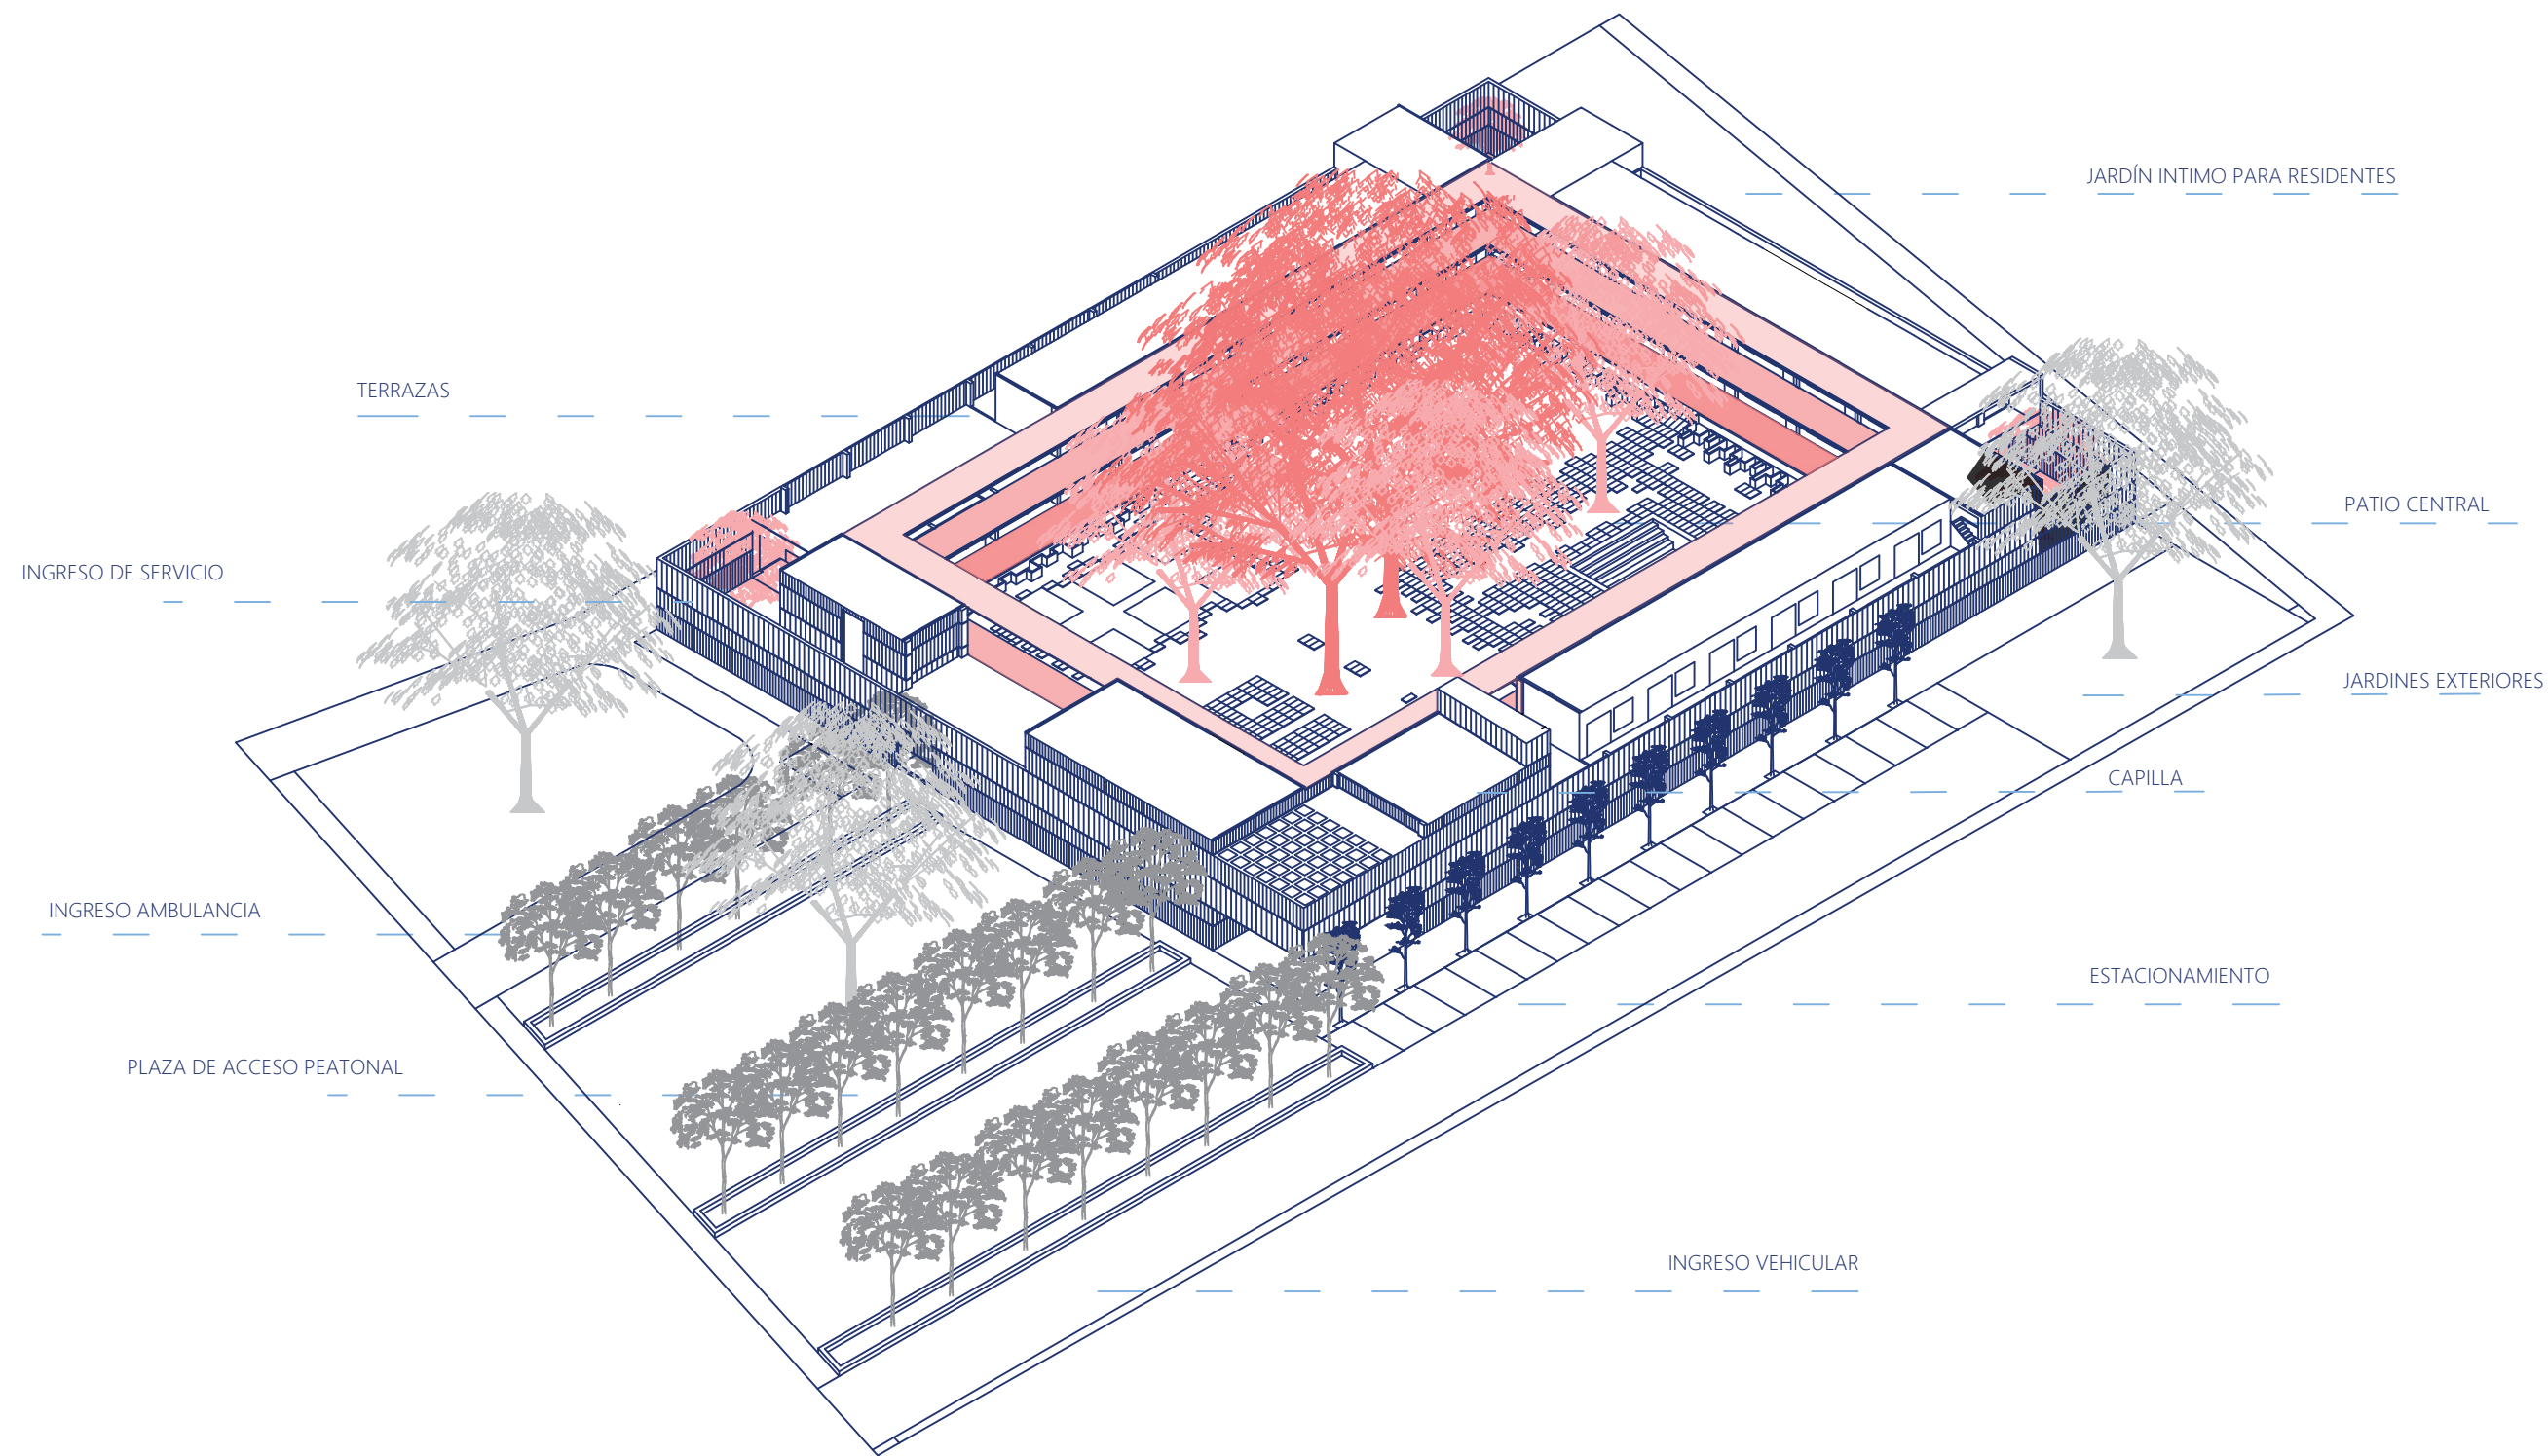 JARDÍN INTIMO PARA RESIDENTES
TERRAZAS
PATIO CENTRAL
INGRESO DE SERVICIO
JARDINES EXTERIORES
CAPILLA
INGRESO AMBULANCIA
ESTACIONAMIENTO
PLAZA DE ACCESO PEATONAL
INGRESO VEHICULAR